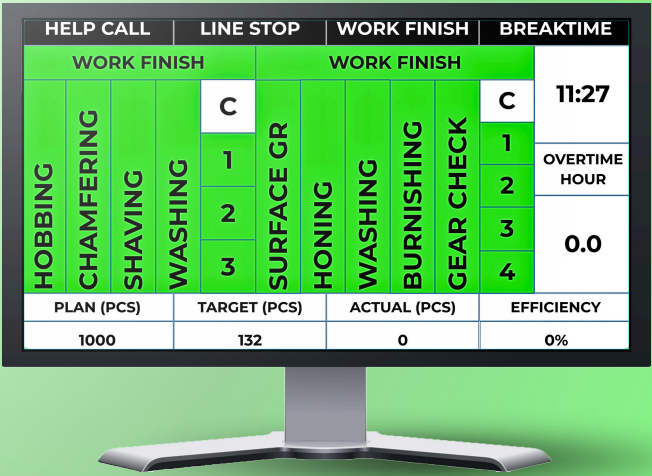 HELP CALL LINE STOP WORK FINISH BREAKTIME
WORK FINISH WORK FINISH
11:27
HOBBING
CHAMFERING
SHAVING
WASHING
C
1
2
3
SURFACE GR
HONING
WASHING
BURNISHING
GEAR CHECK
C
1
2
3
4
OVERTIME
HOUR
0.0
PLAN (PCS) TARGET (PCS) ACTUAL (PCS) EFFICIENCY
1000 132 0 0%